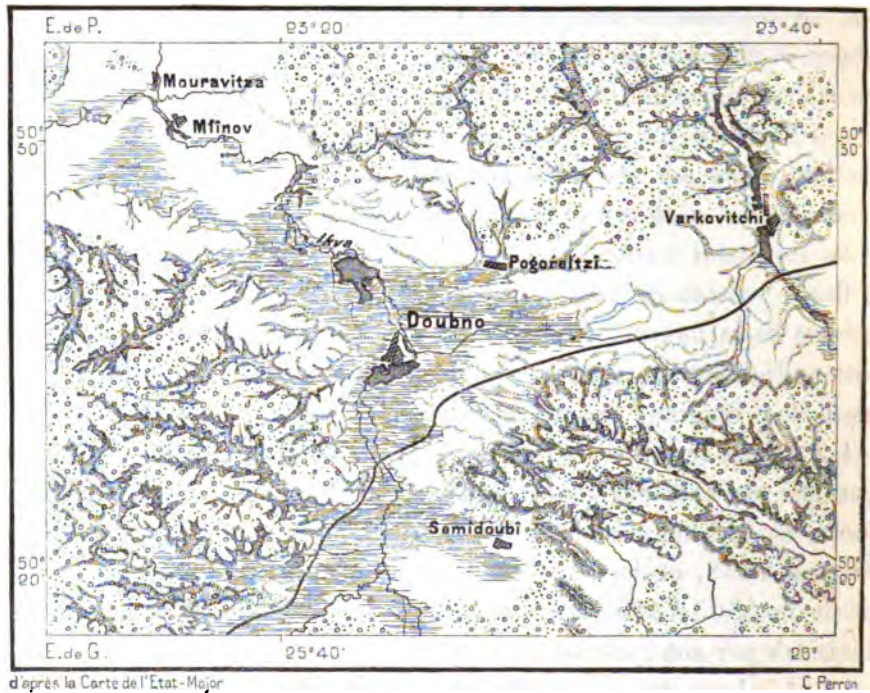 E. de P. 23°20' 23°40'
Mouravitza
Mlinov
50°
30'
50°
30'
Varkovitchi
Ikva
Pogoreltzi
Doubno
Semidoubi
50°
20'
50°
20'
E. de G. 25°40' 26°
d'après la Carte de l'Etat-Major C. Perron